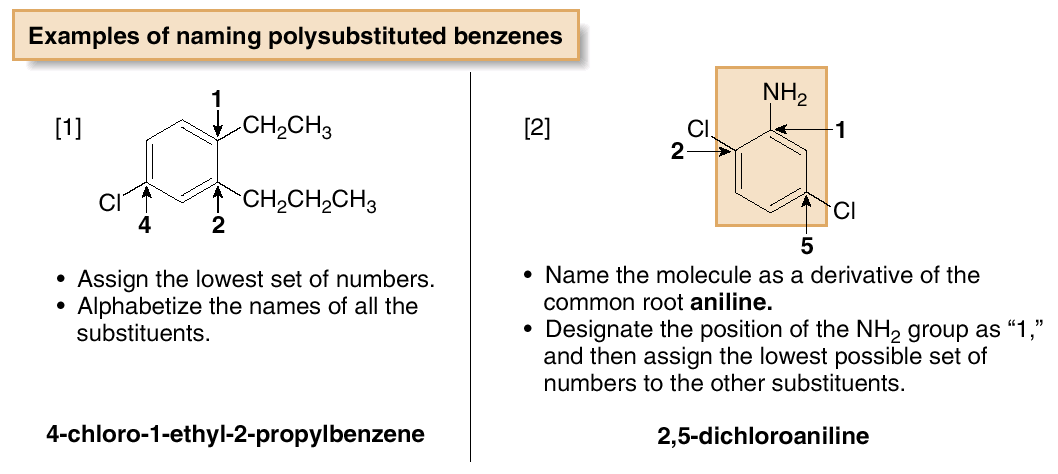 Examples of naming polysubstituted benzenes
[1]
1
CH₂CH₃
Cl
CH₂CH₂CH₃
4
2
• Assign the lowest set of numbers.
• Alphabetize the names of all the
substituents.
4-chloro-1-ethyl-2-propylbenzene
[2]
NH₂
Cl
1
2
Cl
5
• Name the molecule as a derivative of the
common root aniline.
• Designate the position of the NH₂ group as “1,”
and then assign the lowest possible set of
numbers to the other substituents.
2,5-dichloroaniline